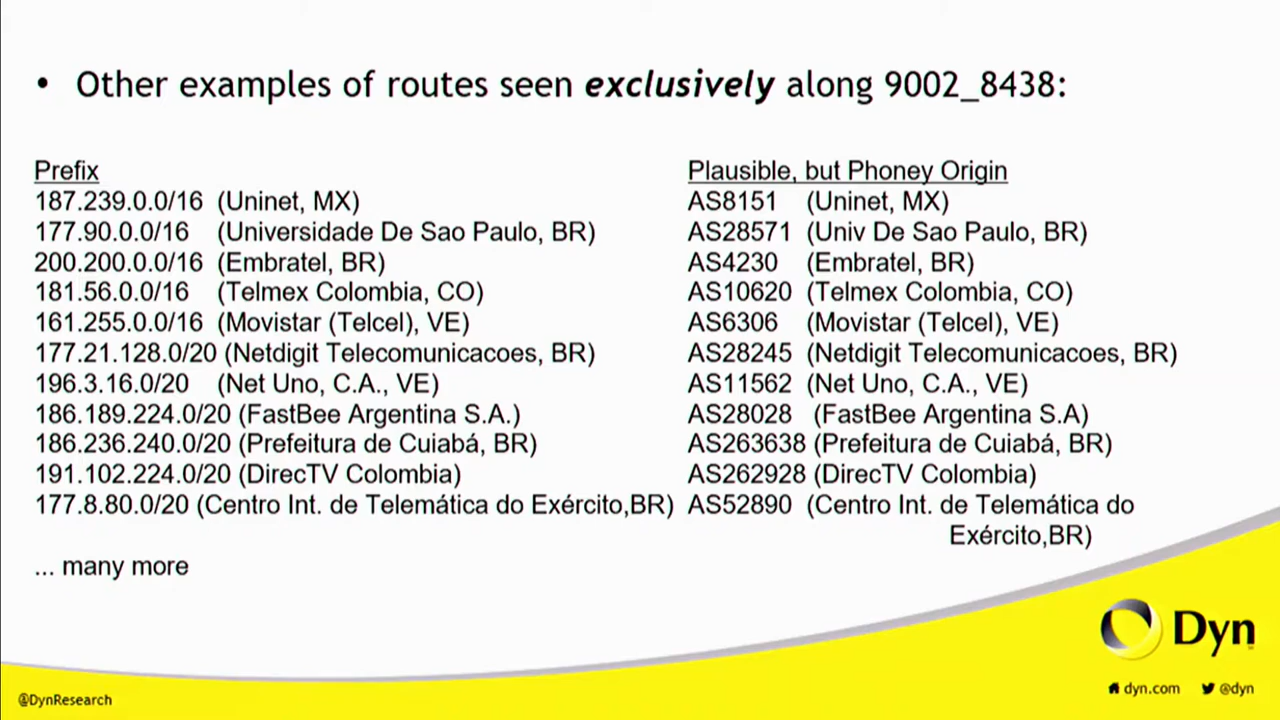 • Other examples of routes seen exclusively along 9002_8438:
Prefix
Plausible, but Phoney Origin
187.239.0.0/16 (Uninet, MX)
AS8151 (Uninet, MX)
177.90.0.0/16 (Universidade De Sao Paulo, BR)
AS28571 (Univ De Sao Paulo, BR)
200.200.0.0/16 (Embratel, BR)
AS4230 (Embratel, BR)
181.56.0.0/16 (Telmex Colombia, CO)
AS10620 (Telmex Colombia, CO)
161.255.0.0/16 (Movistar (Telcel), VE)
AS6306 (Movistar (Telcel), VE)
177.21.128.0/20 (Netdigit Telecomunicacoes, BR)
AS28245 (Netdigit Telecomunicacoes, BR)
196.3.16.0/20 (Net Uno, C.A., VE)
AS11562 (Net Uno, C.A., VE)
186.189.224.0/20 (FastBee Argentina S.A.)
AS28028 (FastBee Argentina S.A)
186.236.240.0/20 (Prefeitura de Cuiabá, BR)
AS263638 (Prefeitura de Cuiabá, BR)
191.102.224.0/20 (DirecTV Colombia)
AS262928 (DirecTV Colombia)
177.8.80.0/20 (Centro Int. de Telemática do Exército,BR)
AS52890 (Centro Int. de Telemática do
Exército,BR)
... many more
Dyn
@DynResearch
dyn.com
@dyn